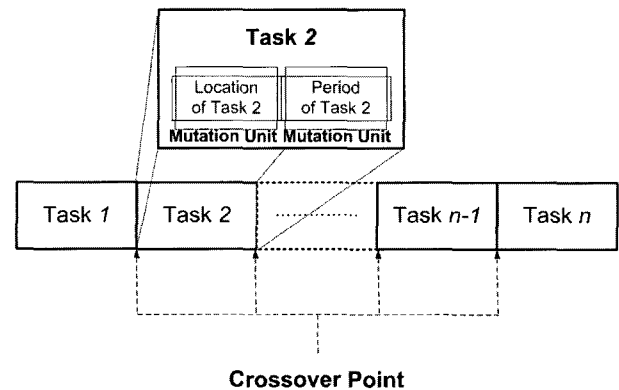 Task 2
Location of Task 2
Period of Task 2
Mutation Unit Mutation Unit
Task 1
Task 2
..............
Task n-1
Task n
Crossover Point